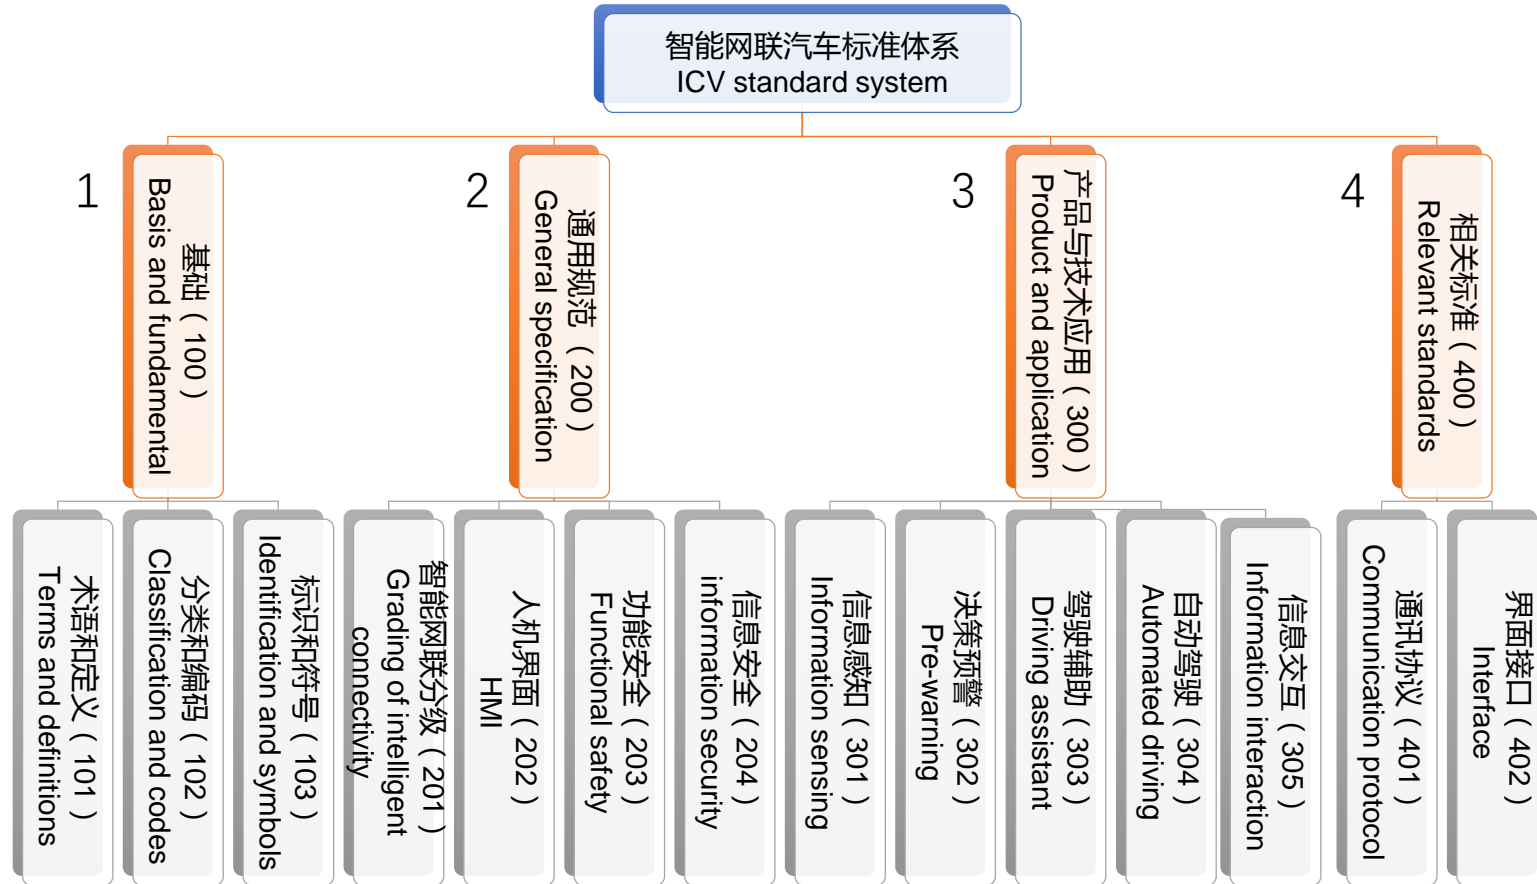 智能网联汽车标准体系
ICV standard system
1
基础（100）
Basis and fundamental
2
通用规范（200）
General specification
3
产品与技术应用（300）
Product and application
4
相关标准（400）
Relevant standards
术语和定义（101）
Terms and definitions
分类和编码（102）
Classification and codes
标识和符号（103）
Identification and symbols
智能网联分级（201）
Grading of intelligent
connectivity
人机界面（202）
HMI
功能安全（203）
Functional safety
信息安全（204）
information security
信息感知（301）
Information sensing
决策预警（302）
Pre-warning
驾驶辅助（303）
Driving assistant
自动驾驶（304）
Automated driving
信息交互（305）
Information interaction
通讯协议（401）
Communication protocol
界面接口（402）
Interface